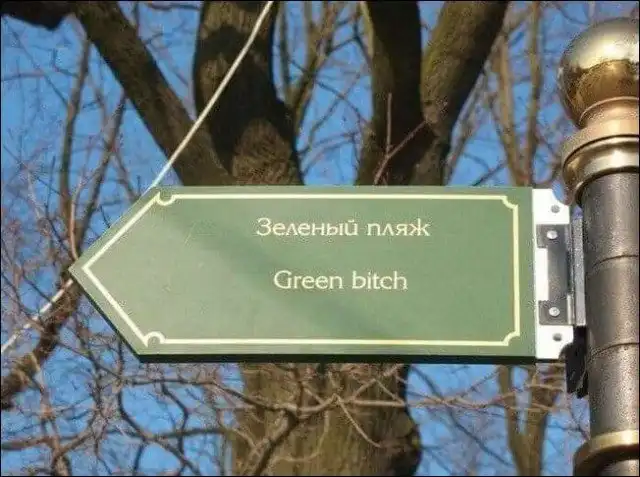 Зеленый пляж
Green bitch